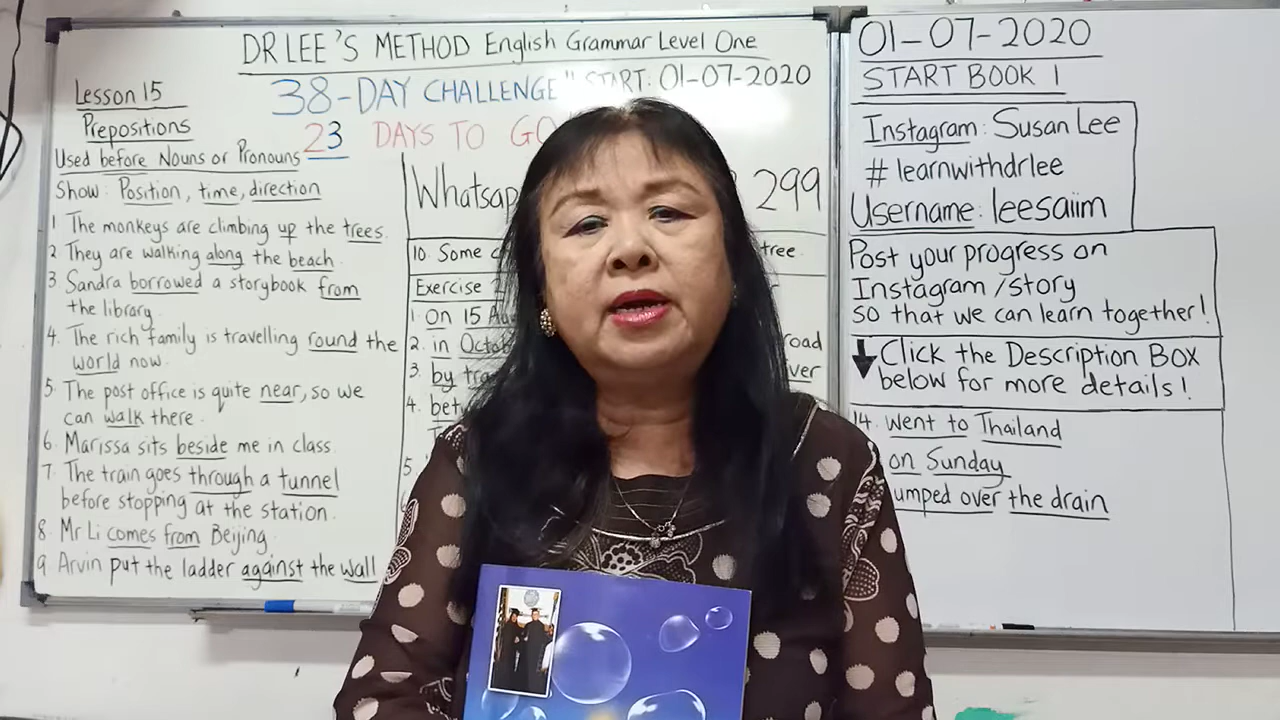 DR LEE'S METHOD English Grammar Level One
38-DAY CHALLENGE" START: 01-07-2020
23 DAYS TO GO
Lesson 15
Prepositions
Used before Nouns or Pronouns
Show: Position, time, direction
1 The monkeys are climbing up the trees.
2. They are walking along the beach.
3. Sandra borrowed a storybook from
the library.
4. The rich family is travelling round the
world now.
5. The post office is quite near, so we
can walk there.
6. Marissa sits beside me in class.
7. The train goes through a tunnel
before stopping at the station.
8. Mr Li comes from Beijing.
9 Arvin put the ladder against the wall
Whatsap 299
10. Some tree.
Exercise
1. On 15
2. in road
3. by
4.
5
01-07-2020
START BOOK 1
Instagram: Susan Lee
# learnwithdrlee
Username: leesaiim
Post your progress on
Instagram /story
so that we can learn together!
Click the Description Box
below for more details!
14. went to Thailand
on Sunday
umped over the drain